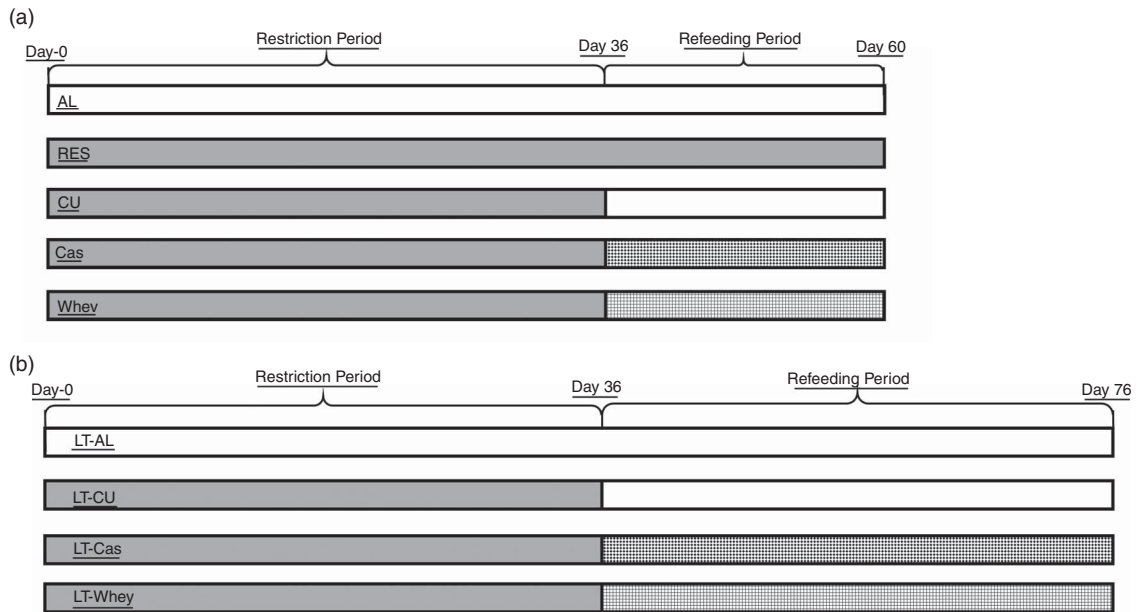 (a)
Restriction Period
Refeeding Period
Day-0
Day 36
Day 60
AL
RES
CU
Cas
Whev
(b)
Restriction Period
Refeeding Period
Day-0
Day 36
Day 76
LT-AL
LT-CU
LT-Cas
LT-Whey